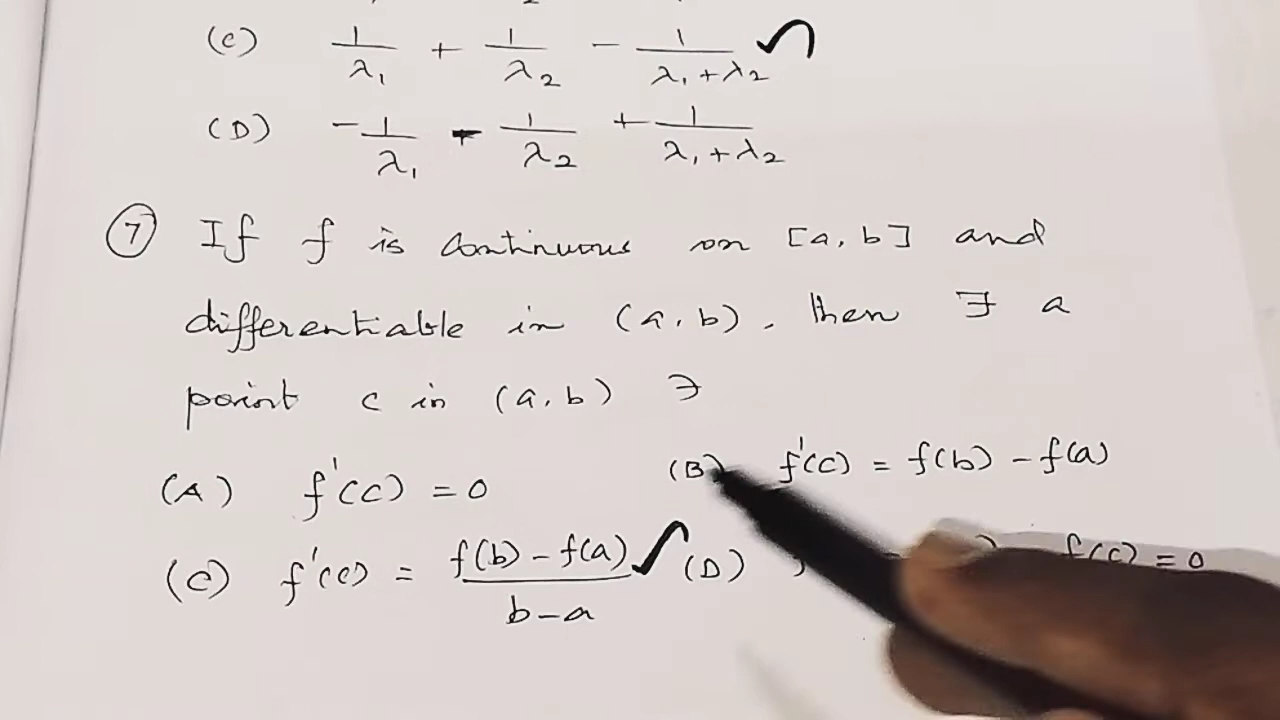 (C) 1/λ₁ + 1/λ₂ - 1/(λ₁+λ₂)
(D) -1/λ₁ - 1/λ₂ + 1/(λ₁+λ₂)
⑦ If f is continuous on [a, b] and
differentiable in (a, b), then ∃ a
point c in (a, b) ∋
(A) f'(c) = 0 (B) f'(c) = f(b) - f(a)
(C) f'(c) = (f(b) - f(a))/(b-a) ✓ (D) f(c) = 0